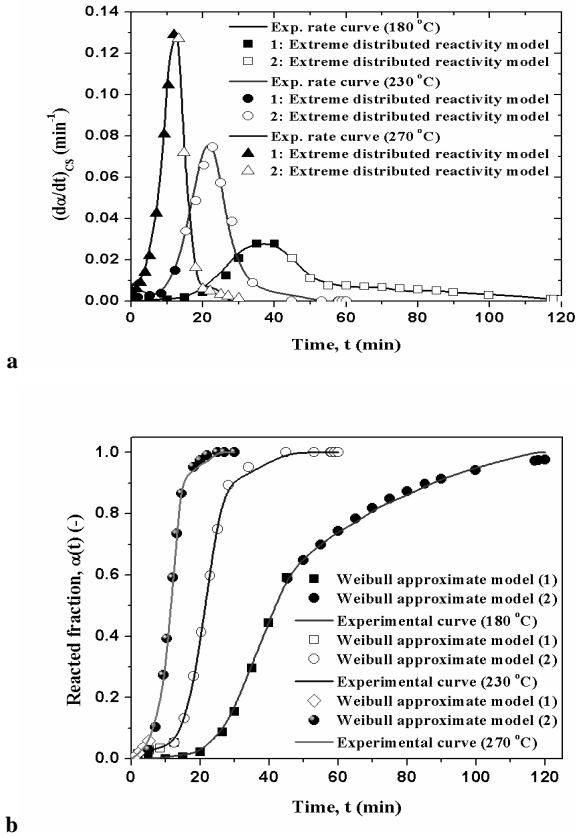 0.14
0.12
0.10
0.08
0.06
0.04
0.02
0.00
(dα/dt)CS (min-1)
Exp. rate curve (180 oC)
1: Extreme distributed reactivity model
2: Extreme distributed reactivity model
Exp. rate curve (230 oC)
1: Extreme distributed reactivity model
2: Extreme distributed reactivity model
Exp. rate curve (270 oC)
1: Extreme distributed reactivity model
2: Extreme distributed reactivity model
0 20 40 60 80 100 120
Time, t (min)
a
1.0
0.8
0.6
0.4
0.2
0.0
Reacted fraction, α(t) (-)
Weibull approximate model (1)
Weibull approximate model (2)
Experimental curve (180 oC)
Weibull approximate model (1)
Weibull approximate model (2)
Experimental curve (230 oC)
Weibull approximate model (1)
Weibull approximate model (2)
Experimental curve (270 oC)
0 20 40 60 80 100 120
Time, t (min)
b